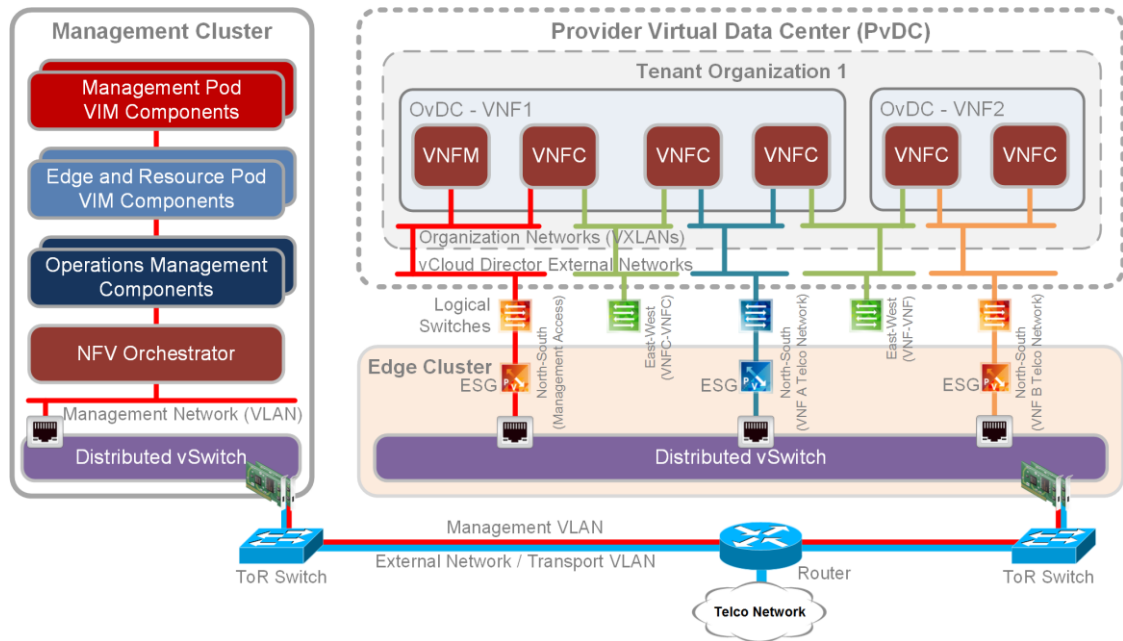 Management Cluster
Management Pod
VIM Components
Edge and Resource Pod
VIM Components
Operations Management
Components
NFV Orchestrator
Management Network (VLAN)
Distributed vSwitch
Provider Virtual Data Center (PvDC)
Tenant Organization 1
OvDC - VNF1
VNFM
VNFC
VNFC
VNFC
OvDC - VNF2
VNFC
VNFC
Organization Networks (VXLANs)
vCloud Director External Networks
Logical
Switches
East-West
(VNFC-VNFC)
East-West
(VNF-VNF)
Edge Cluster
ESG
North-South
(Management Access)
ESG
North-South
(VNF A Telco Network)
ESG
North-South
(VNF B Telco Network)
Distributed vSwitch
Management VLAN
External Network / Transport VLAN
ToR Switch
Router
ToR Switch
Telco Network